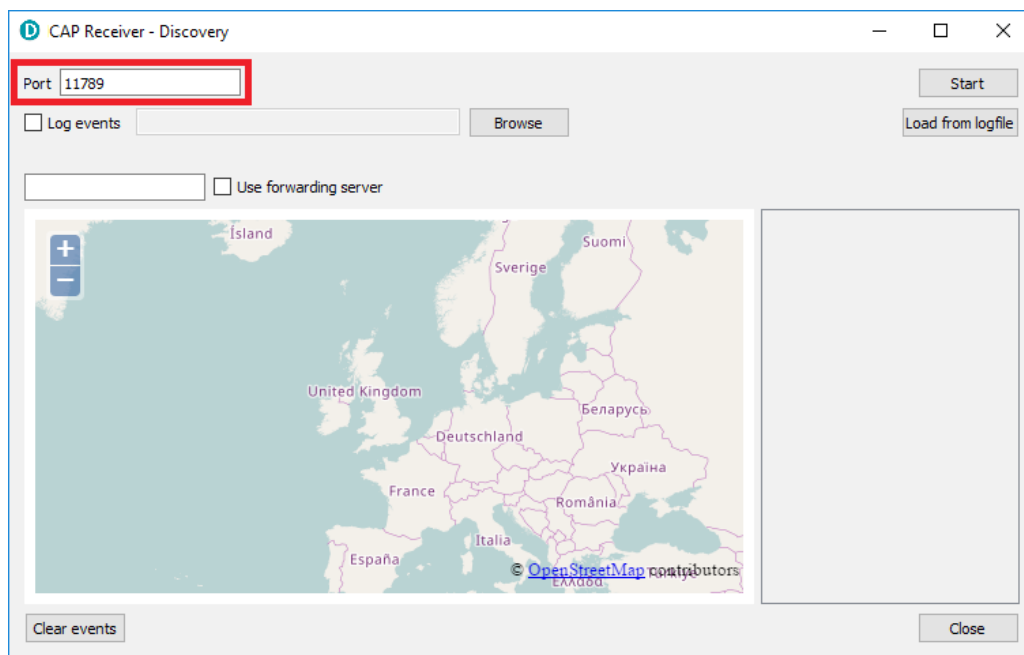 D CAP Receiver - Discovery
Port 11789 Start
Log events Browse Load from logfile
Use forwarding server
+
−
Ísland
Suomi
Sverige
United Kingdom
Беларусь
Deutschland
Україна
France
România
Italia
España
© OpenStreetMap contributors
Ελλάδα
Clear events Close